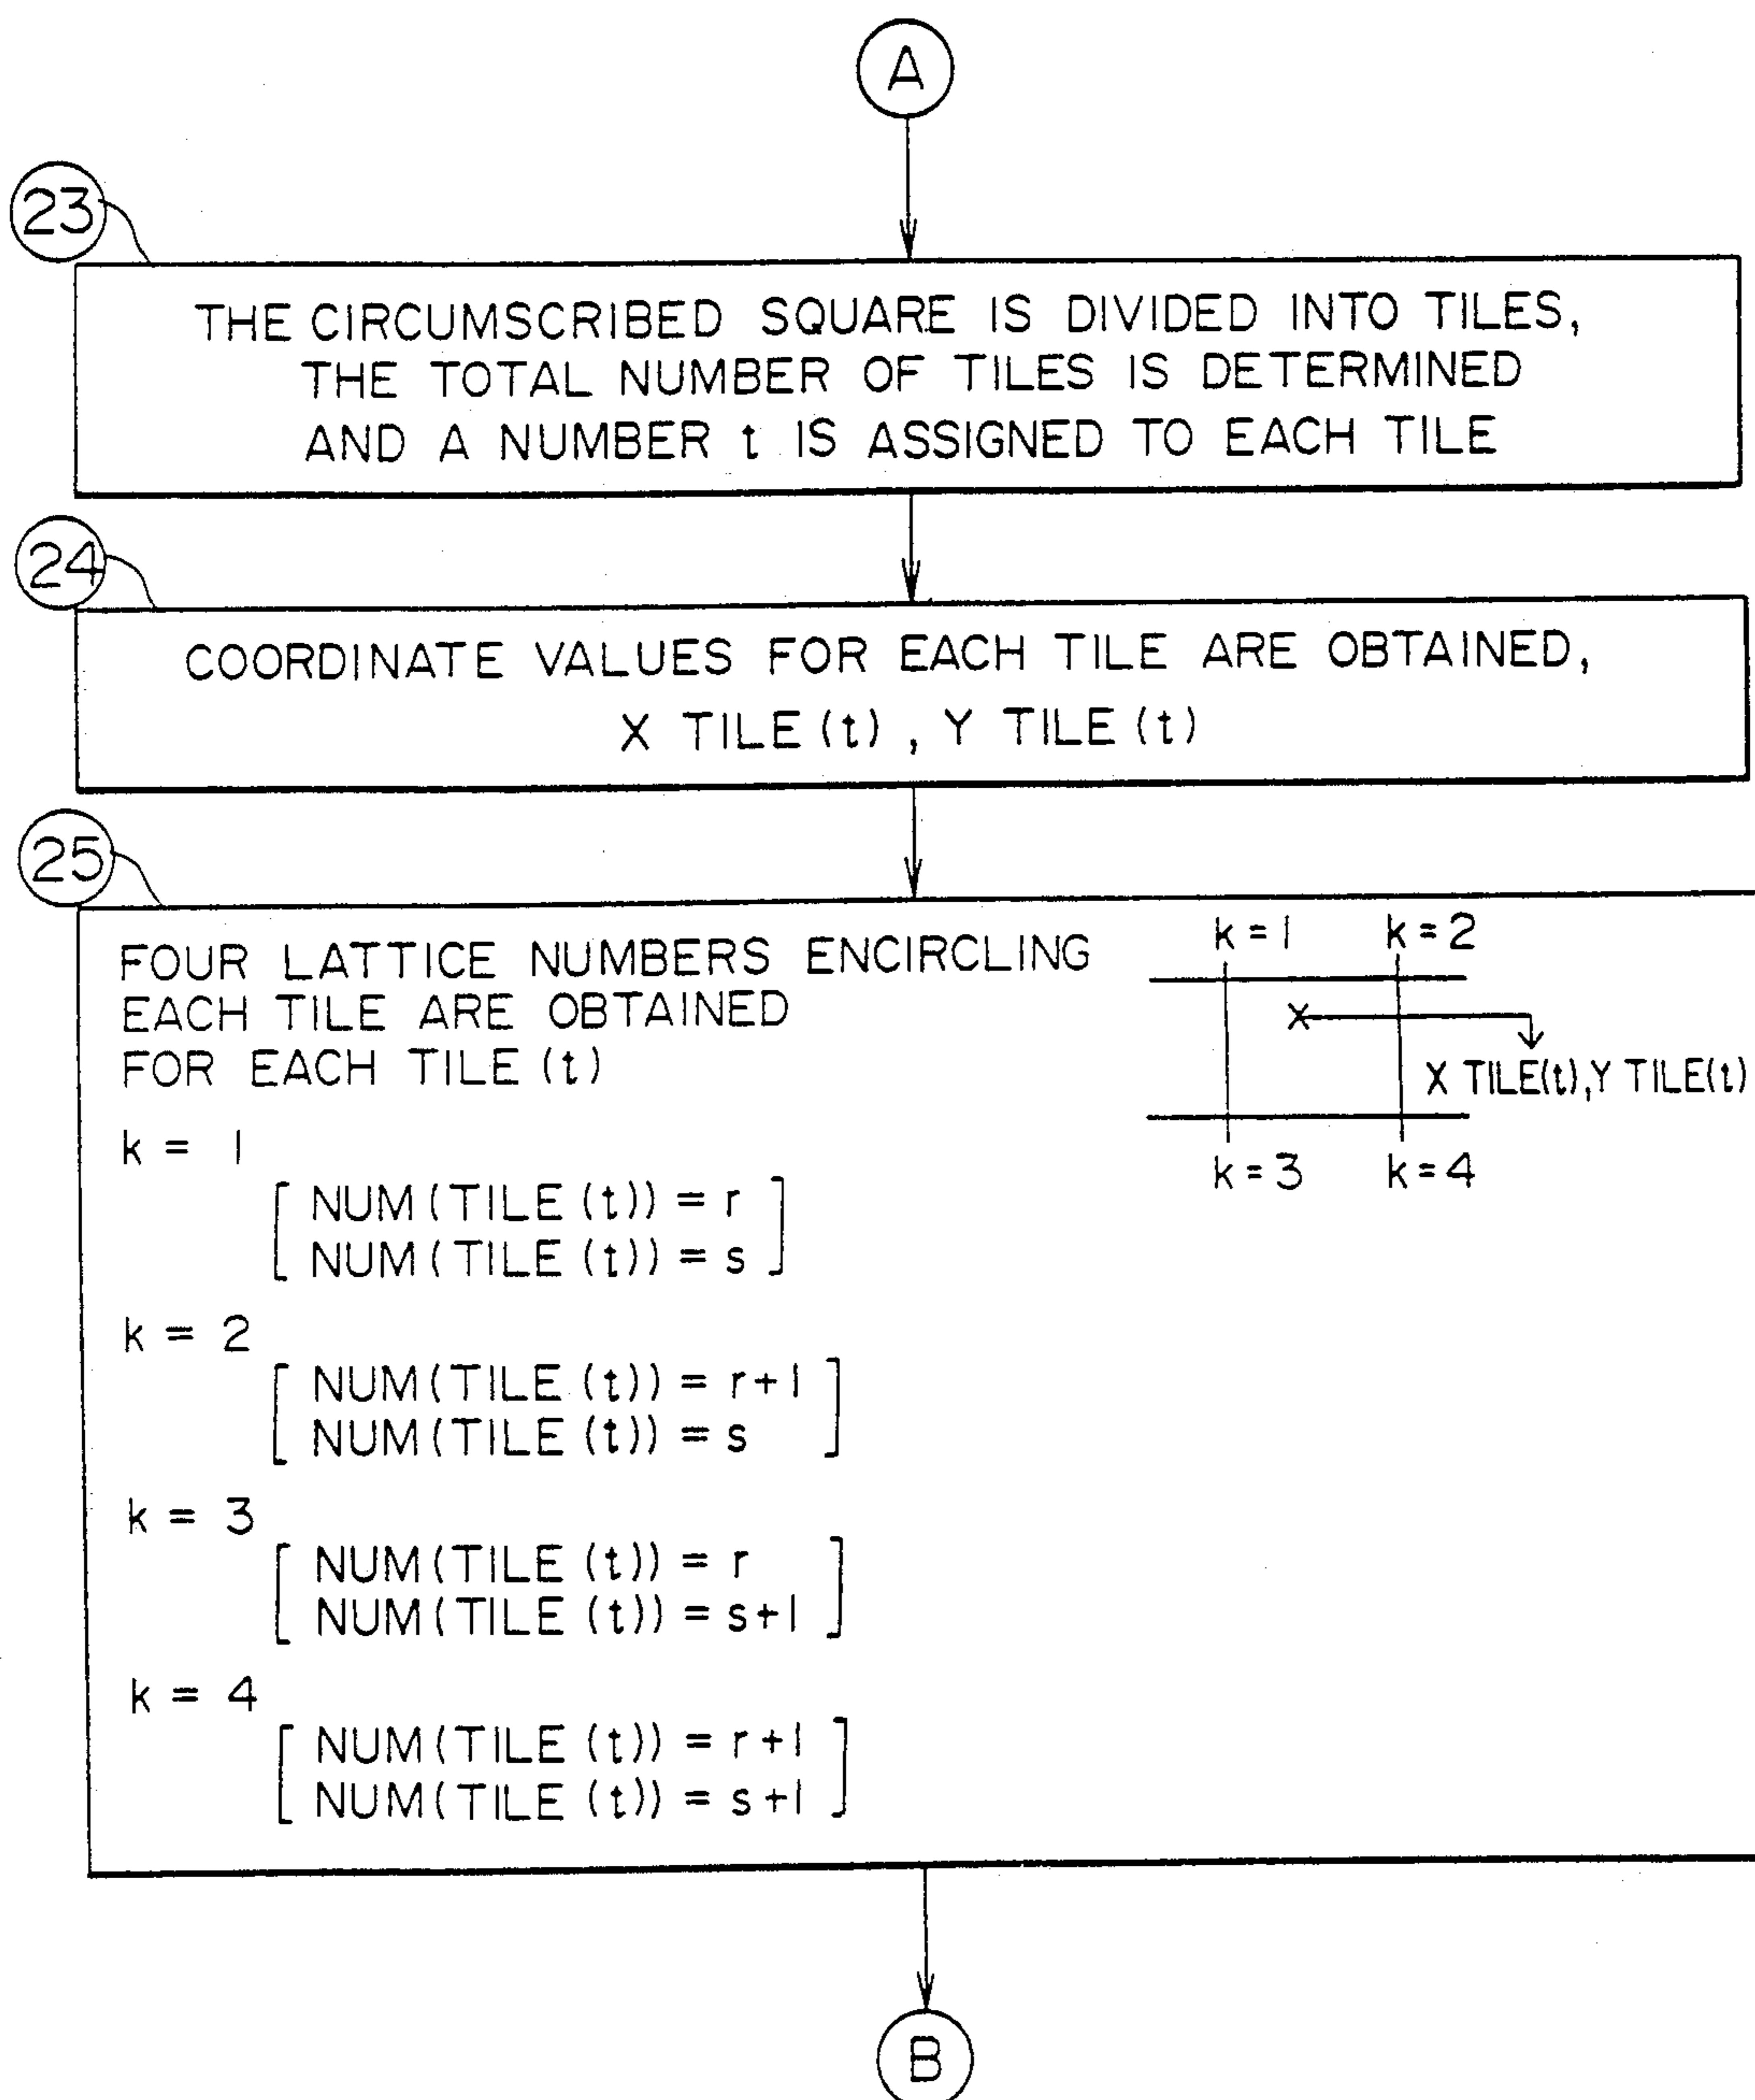 A
23
THE CIRCUMSCRIBED SQUARE IS DIVIDED INTO TILES,
THE TOTAL NUMBER OF TILES IS DETERMINED
AND A NUMBER t IS ASSIGNED TO EACH TILE
24
COORDINATE VALUES FOR EACH TILE ARE OBTAINED,
X TILE (t) , Y TILE (t)
25
FOUR LATTICE NUMBERS ENCIRCLING
EACH TILE ARE OBTAINED
FOR EACH TILE (t)
k = 1 k = 2
X
X TILE(t), Y TILE(t)
k = 3 k = 4
k = 1
[ NUM (TILE (t)) = r ]
[ NUM (TILE (t)) = s ]
k = 2
[ NUM (TILE (t)) = r+1 ]
[ NUM (TILE (t)) = s ]
k = 3
[ NUM (TILE (t)) = r ]
[ NUM (TILE (t)) = s+1 ]
k = 4
[ NUM (TILE (t)) = r+1 ]
[ NUM (TILE (t)) = s+1 ]
B